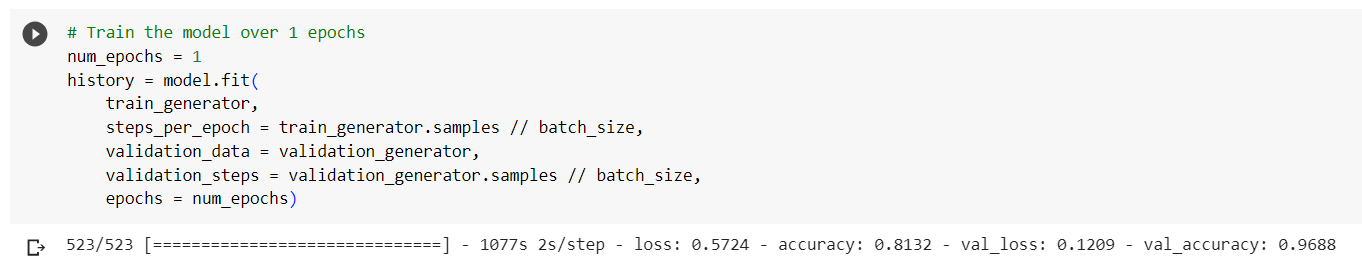 # Train the model over 1 epochs
num_epochs = 1
history = model.fit(
    train_generator,
    steps_per_epoch = train_generator.samples // batch_size,
    validation_data = validation_generator,
    validation_steps = validation_generator.samples // batch_size,
    epochs = num_epochs)
523/523 [==============================] - 1077s 2s/step - loss: 0.5724 - accuracy: 0.8132 - val_loss: 0.1209 - val_accuracy: 0.9688